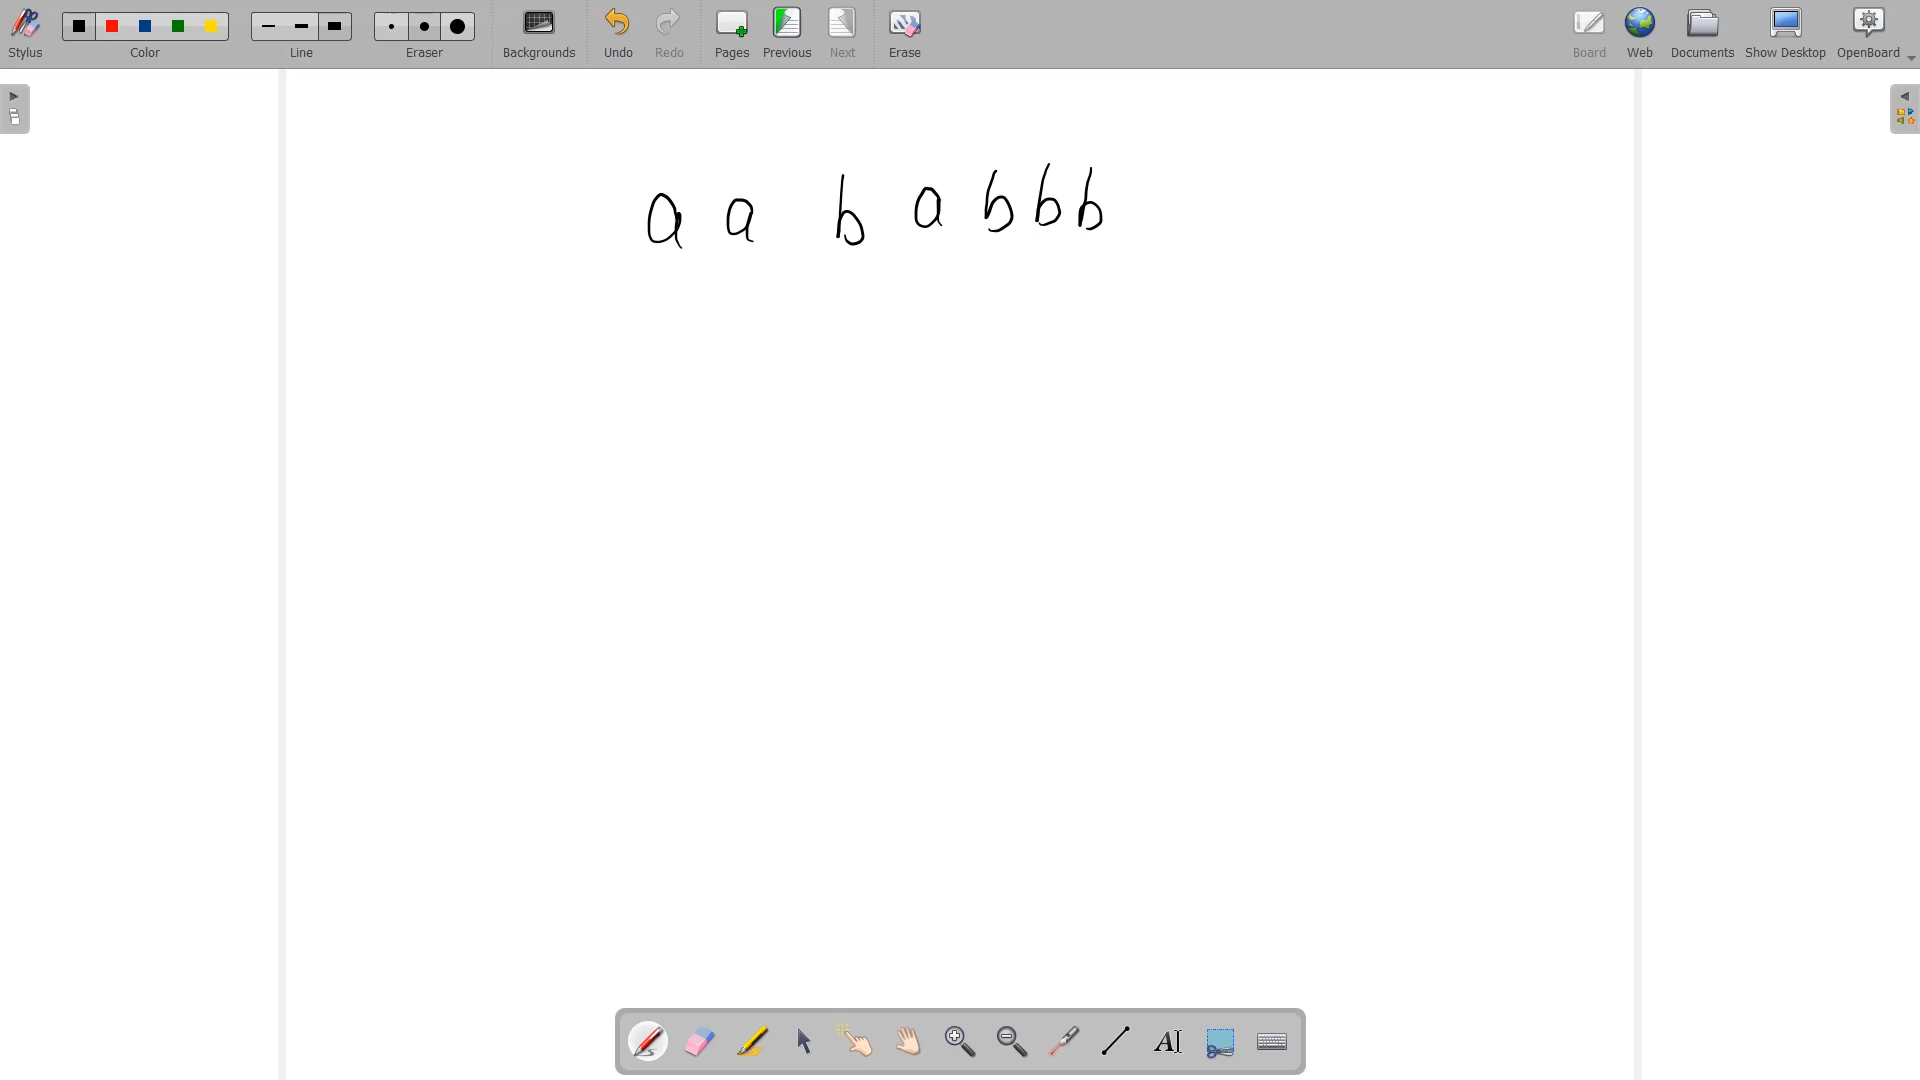 Stylus Color Line Eraser Backgrounds Undo Redo Pages Previous Next Erase Board Web Documents Show Desktop OpenBoard
a a b a b b b